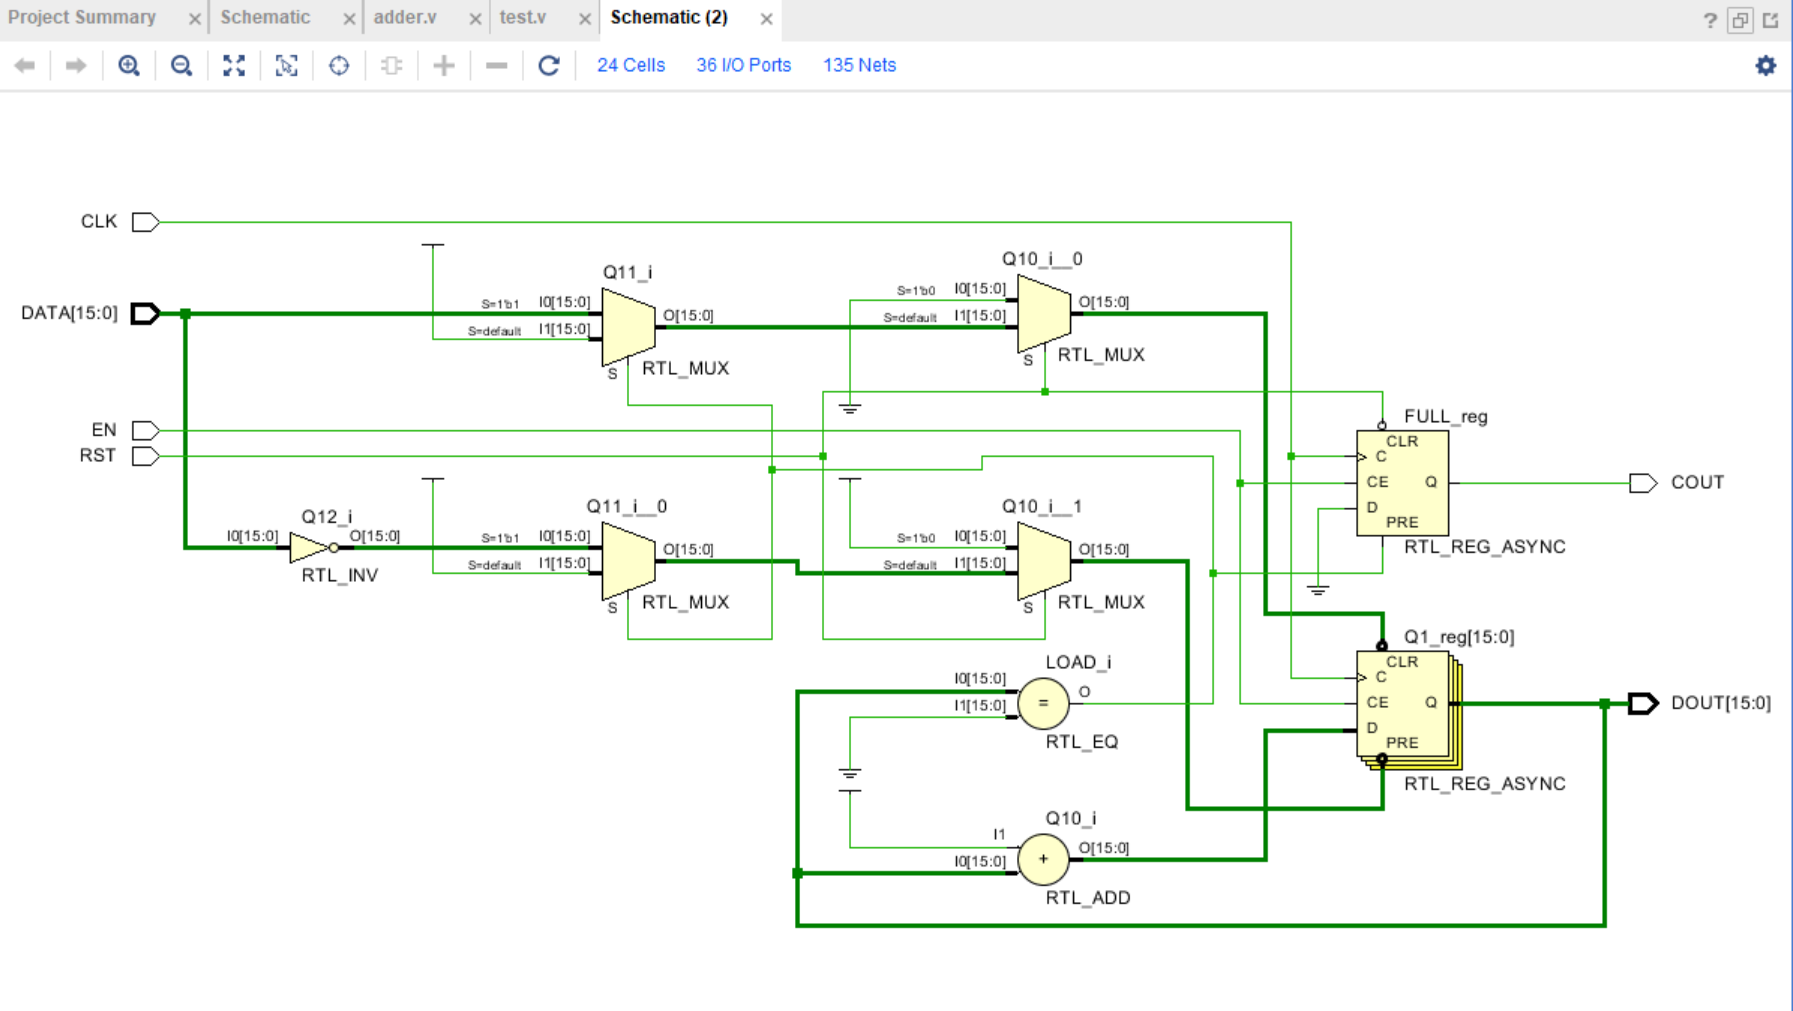 Project Summary × Schematic × adder.v × test.v × Schematic (2) × ?
24 Cells 36 I/O Ports 135 Nets
CLK
Q10_i__0
Q11_i
S=1'b0 I0[15:0]
S=1'b1 I0[15:0] O[15:0]
DATA[15:0] O[15:0] S=default I1[15:0]
S=default I1[15:0]
S RTL_MUX
S RTL_MUX
FULL_reg
EN
CLR
RST C
CE Q COUT
Q11_i__0 Q10_i__1 D
Q12_i PRE
I0[15:0] O[15:0] S=1'b1 I0[15:0] S=1'b0 I0[15:0]
O[15:0] O[15:0] RTL_REG_ASYNC
S=default I1[15:0] S=default I1[15:0]
RTL_INV
S RTL_MUX S RTL_MUX
Q1_reg[15:0]
LOAD_i CLR
I0[15:0] O C
I1[15:0] = CE Q DOUT[15:0]
D
RTL_EQ PRE
RTL_REG_ASYNC
Q10_i
I1
O[15:0]
I0[15:0] +
RTL_ADD